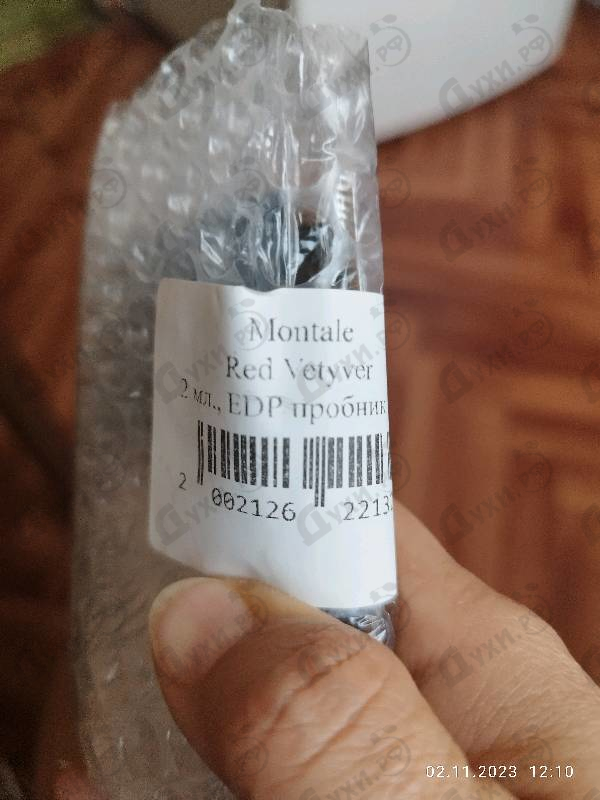 Montale
Red Vetyver
2 мл., EDP пробник
2 002126 2213
02.11.2023 12:10
Духи.рф